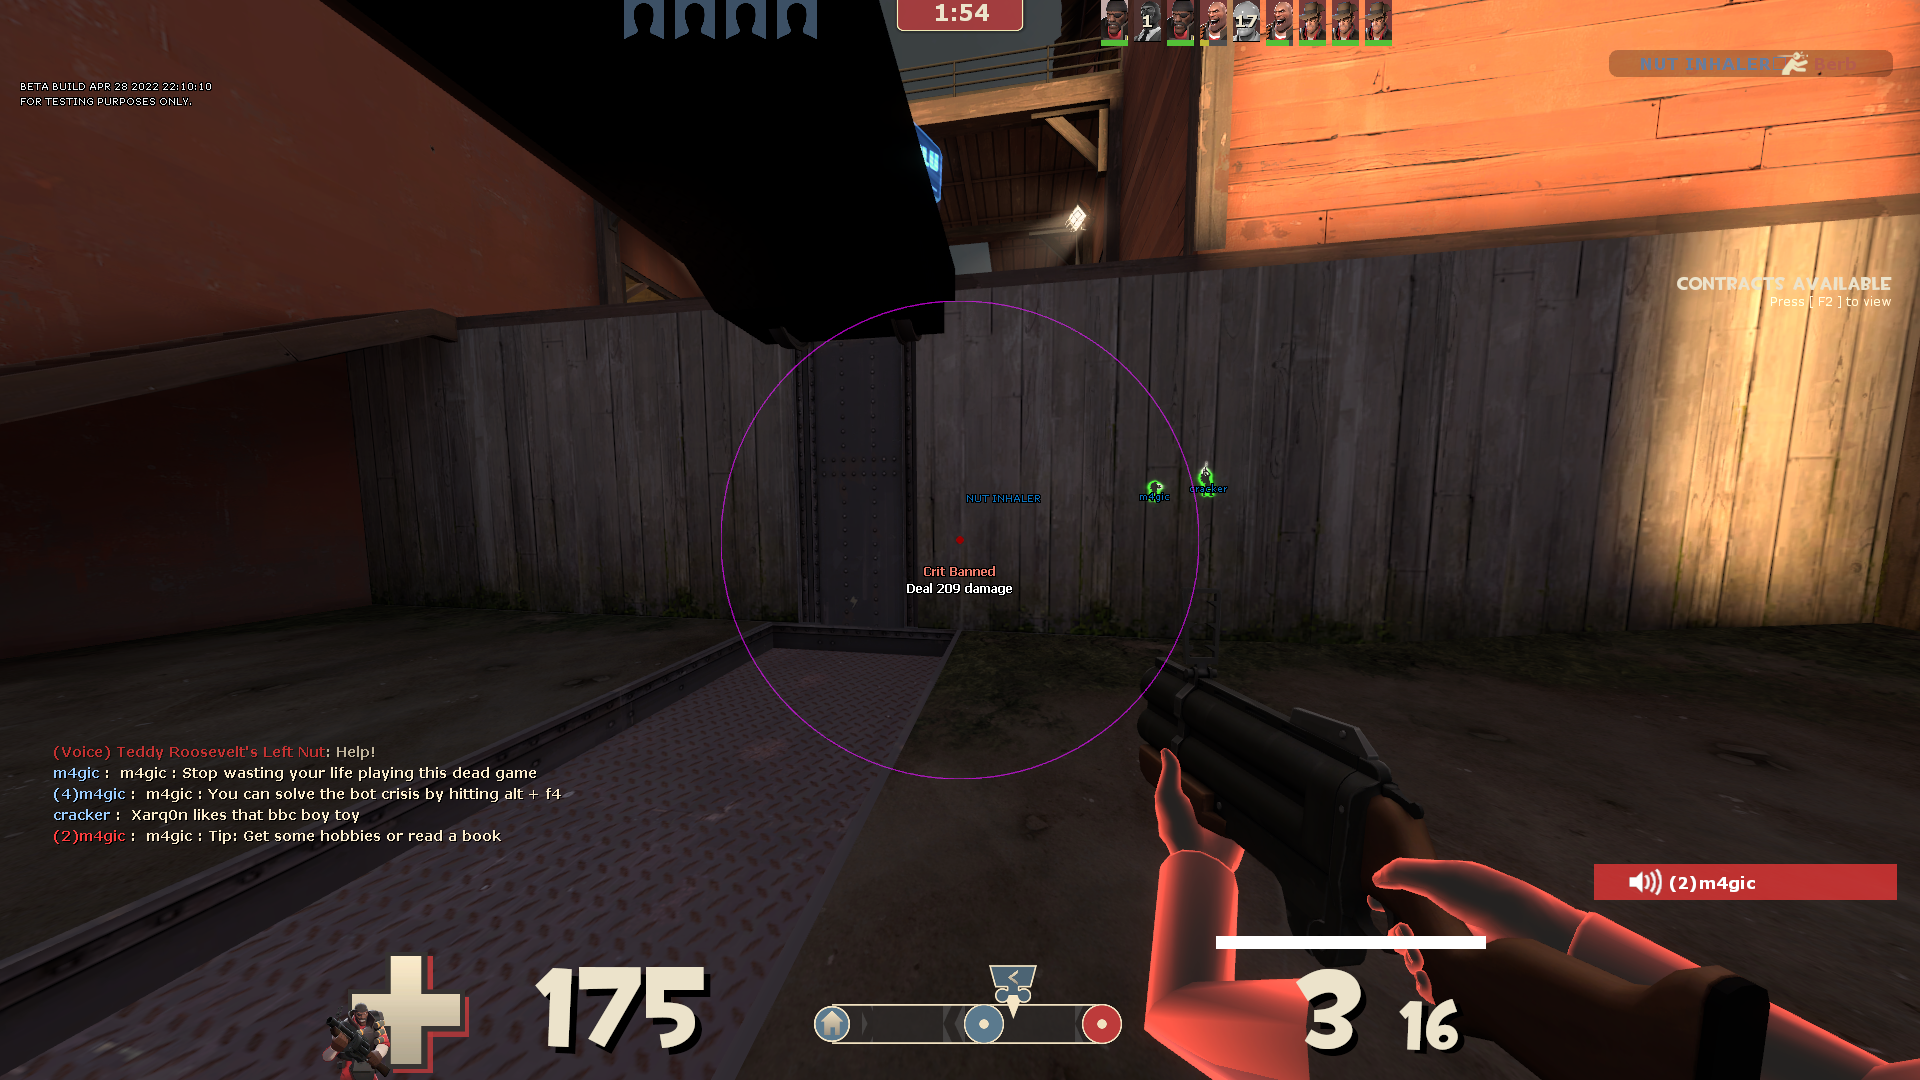 1:54
1
17
NUT INHALER Berb
BETA BUILD APR 28 2022 22:10:10
FOR TESTING PURPOSES ONLY.
CONTRACTS AVAILABLE
Press [ F2 ] to view
m4gic
cracker
NUT INHALER
Crit Banned
Deal 209 damage
(Voice) Teddy Roosevelt's Left Nut: Help!
m4gic :  m4gic : Stop wasting your life playing this dead game
(4)m4gic :  m4gic : You can solve the bot crisis by hitting alt + f4
cracker :  Xarq0n likes that bbc boy toy
(2)m4gic :  m4gic : Tip: Get some hobbies or read a book
(2)m4gic
175
3
16